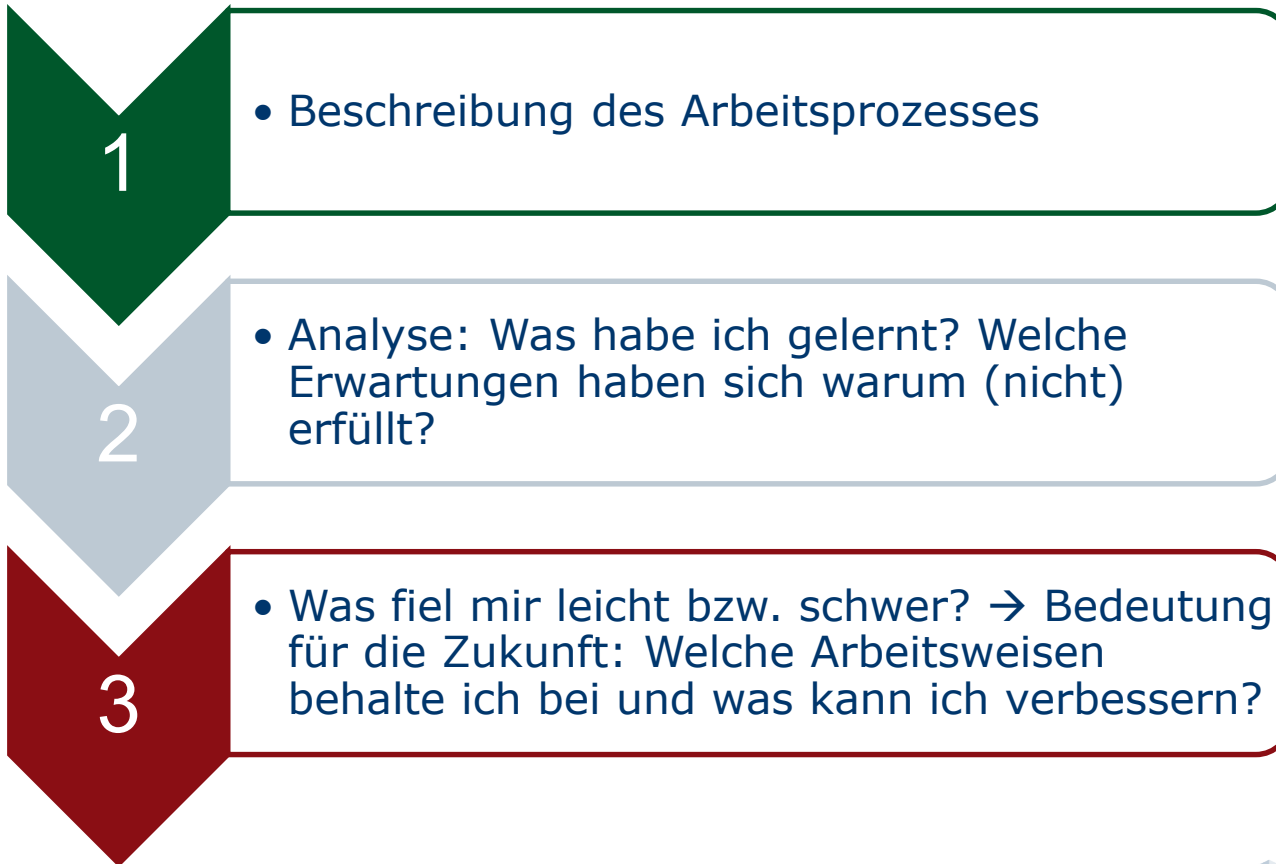 1
• Beschreibung des Arbeitsprozesses
2
• Analyse: Was habe ich gelernt? Welche
Erwartungen haben sich warum (nicht)
erfüllt?
3
• Was fiel mir leicht bzw. schwer? → Bedeutung
für die Zukunft: Welche Arbeitsweisen
behalte ich bei und was kann ich verbessern?